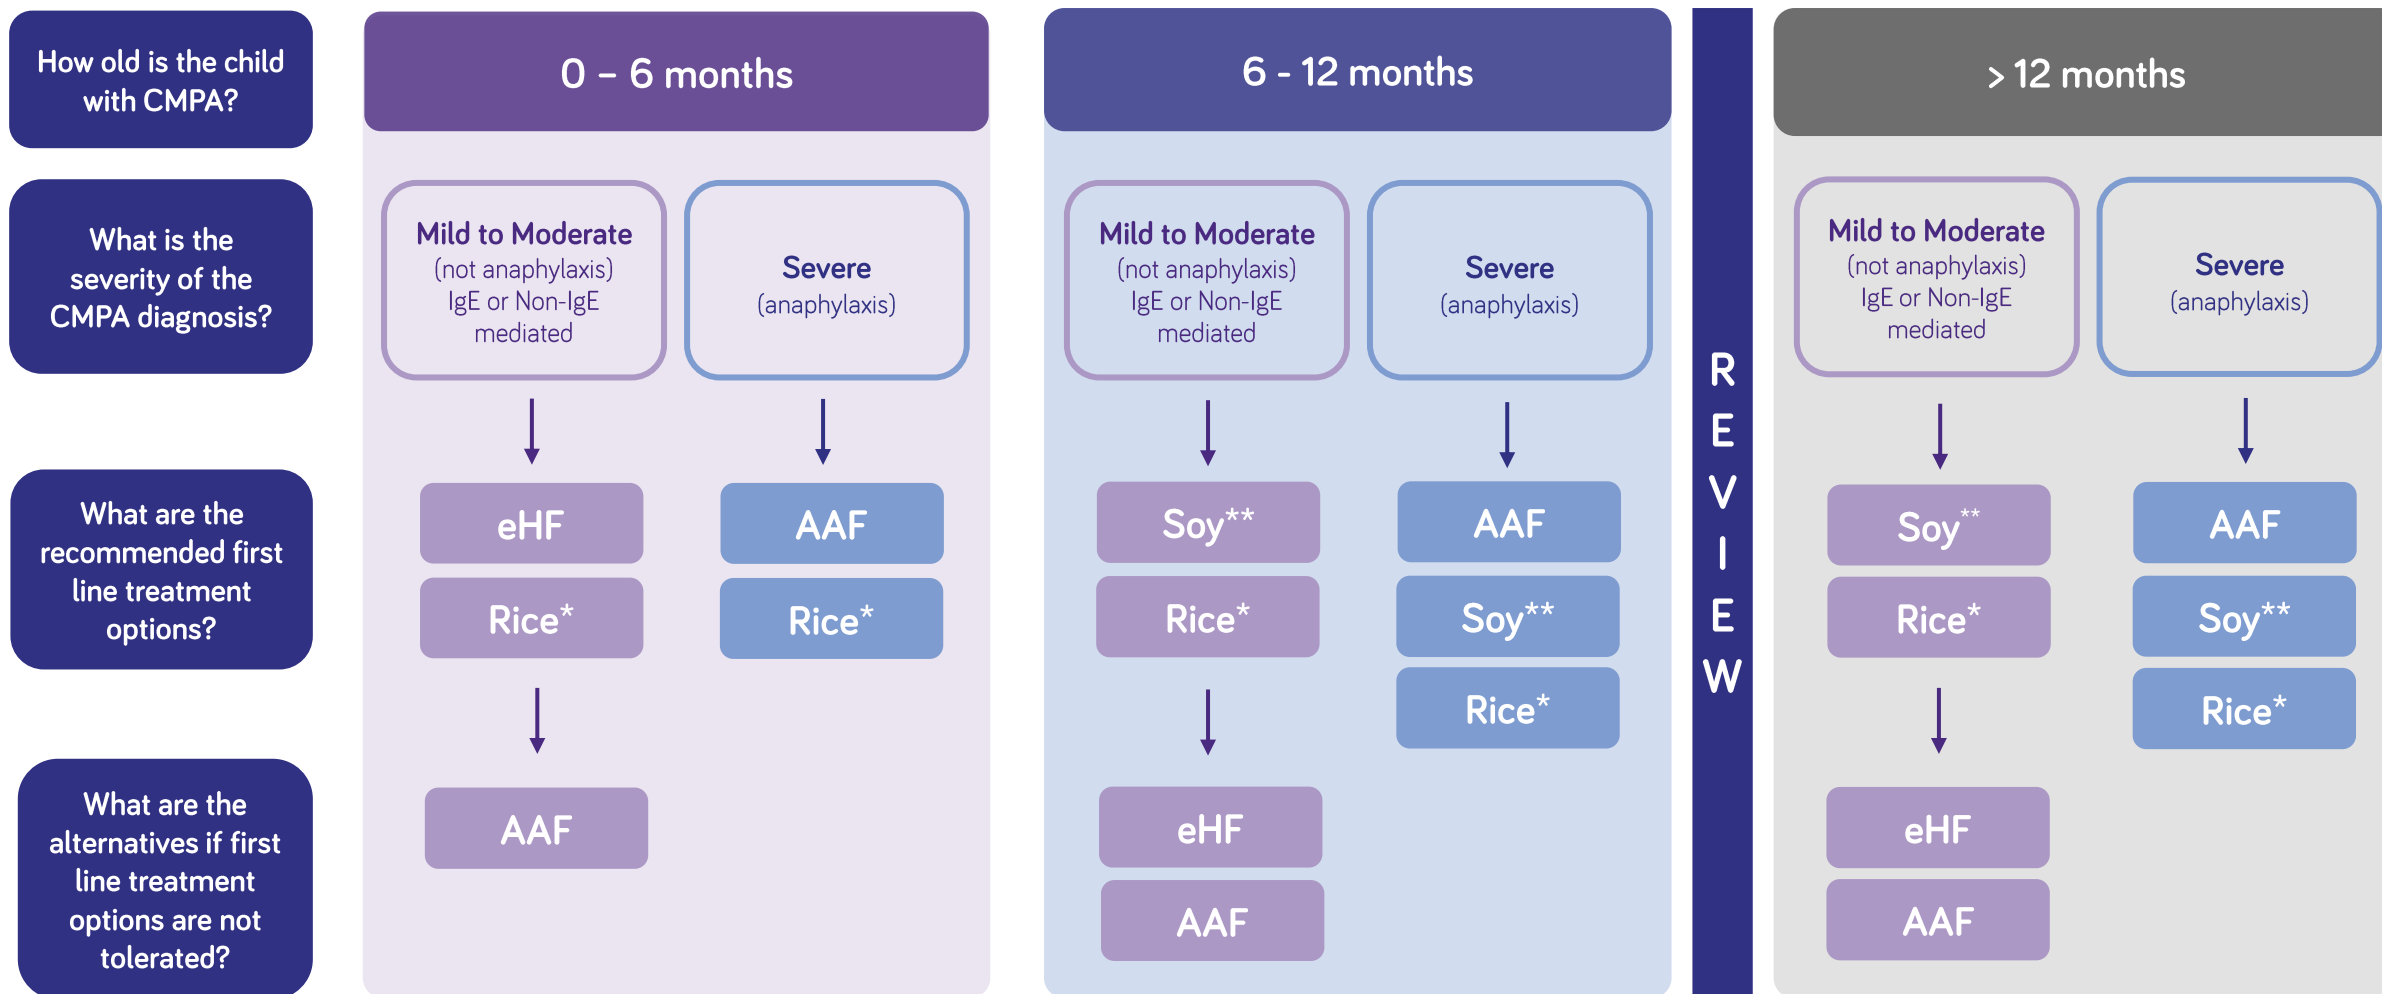 How old is the child
with CMPA?
0 – 6 months
6 - 12 months
> 12 months
What is the
severity of the
CMPA diagnosis?
Mild to Moderate
(not anaphylaxis)
IgE or Non-IgE
mediated
Severe
(anaphylaxis)
Mild to Moderate
(not anaphylaxis)
IgE or Non-IgE
mediated
Severe
(anaphylaxis)
REVIEW
Mild to Moderate
(not anaphylaxis)
IgE or Non-IgE
mediated
Severe
(anaphylaxis)
What are the
recommended first
line treatment
options?
eHF
Rice*
AAF
Rice*
Soy**
Rice*
AAF
Soy**
Rice*
Soy**
Rice*
AAF
Soy**
Rice*
What are the
alternatives if first
line treatment
options are not
tolerated?
AAF
eHF
AAF
eHF
AAF